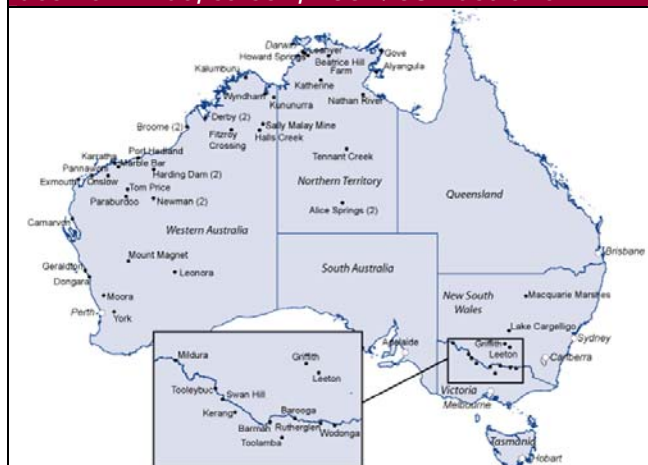 Darwin
Leanyer
Howard Springs
Beatrice Hill
Farm
Gove
Alyangula
Kalumburu
Katherine
Wyndham
Kununurra
Nathan River
Derby (2)
Broome (2)
Sally Malay Mine
Fitzroy
Crossing
Halls Creek
Port Hedland
Karratha
Marble Bar
Pannawonica
Harding Dam (2)
Tennant Creek
Exmouth
Onslow
Tom Price
Northern Territory
Queensland
Paraburdoo
Newman (2)
Alice Springs (2)
Carnarvon
Western Australia
Brisbane
Mount Magnet
South Australia
Geraldton
Leonora
Dongara
Moora
New South
Wales
Macquarie Marshes
Perth
York
Lake Cargelligo
Sydney
Adelaide
Griffith
Leeton
Canberra
Mildura
Griffith
Leeton
Tooleybuc
Swan Hill
Victoria
Melbourne
Kerang
Barooga
Barmah
Rutherglen
Wodonga
Toolamba
Tasmania
Hobart